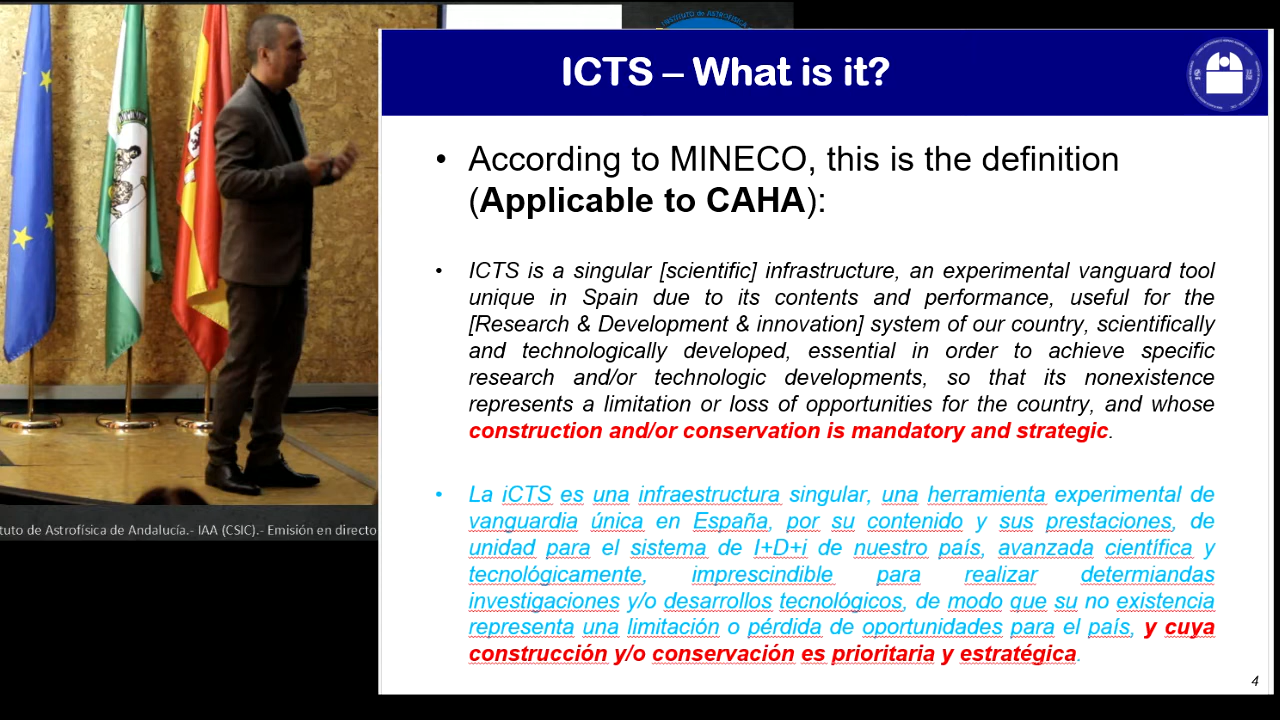 INSTITUTO de ASTROFÍSICA
ICTS – What is it?
• According to MINECO, this is the definition
(Applicable to CAHA):
• ICTS is a singular [scientific] infrastructure, an experimental vanguard tool
unique in Spain due to its contents and performance, useful for the
[Research & Development & innovation] system of our country, scientifically
and technologically developed, essential in order to achieve specific
research and/or technologic developments, so that its nonexistence
represents a limitation or loss of opportunities for the country, and whose
construction and/or conservation is mandatory and strategic.
• La iCTS es una infraestructura singular, una herramienta experimental de
vanguardia única en España, por su contenido y sus prestaciones, de
unidad para el sistema de I+D+i de nuestro país, avanzada científica y
tecnológicamente, imprescindible para realizar determiandas
investigaciones y/o desarrollos tecnológicos, de modo que su no existencia
representa una limitación o pérdida de oportunidades para el país, y cuya
construcción y/o conservación es prioritaria y estratégica.
4
tuto de Astrofísica de Andalucía.- IAA (CSIC).- Emisión en directo